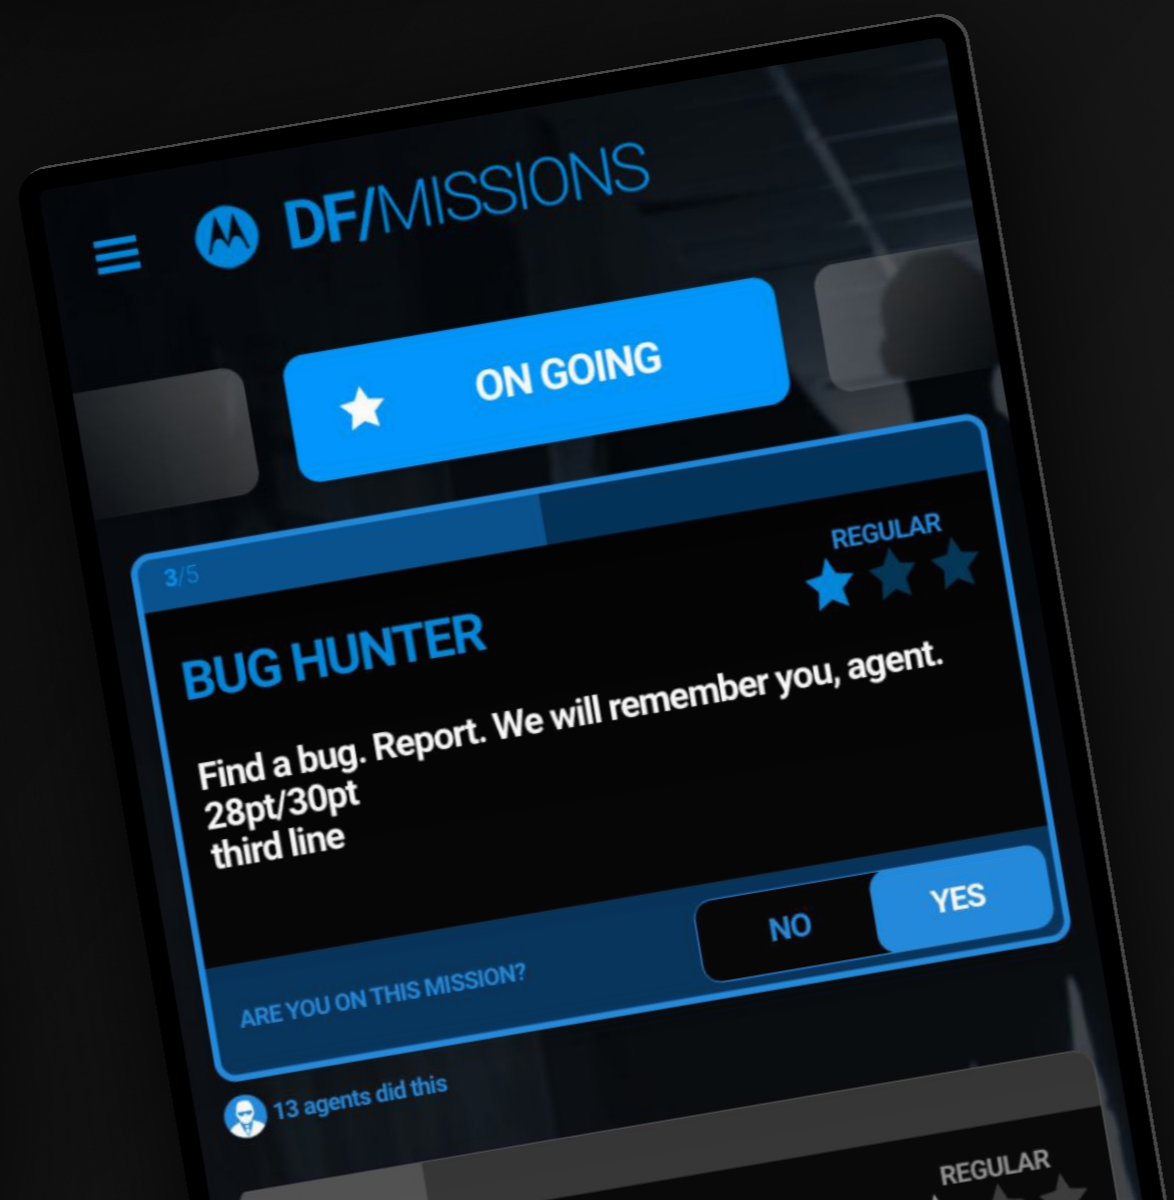 DF/MISSIONS
ON GOING
3/5
REGULAR
BUG HUNTER
Find a bug. Report. We will remember you, agent.
28pt/30pt
third line
ARE YOU ON THIS MISSION?
NO
YES
13 agents did this
REGULAR